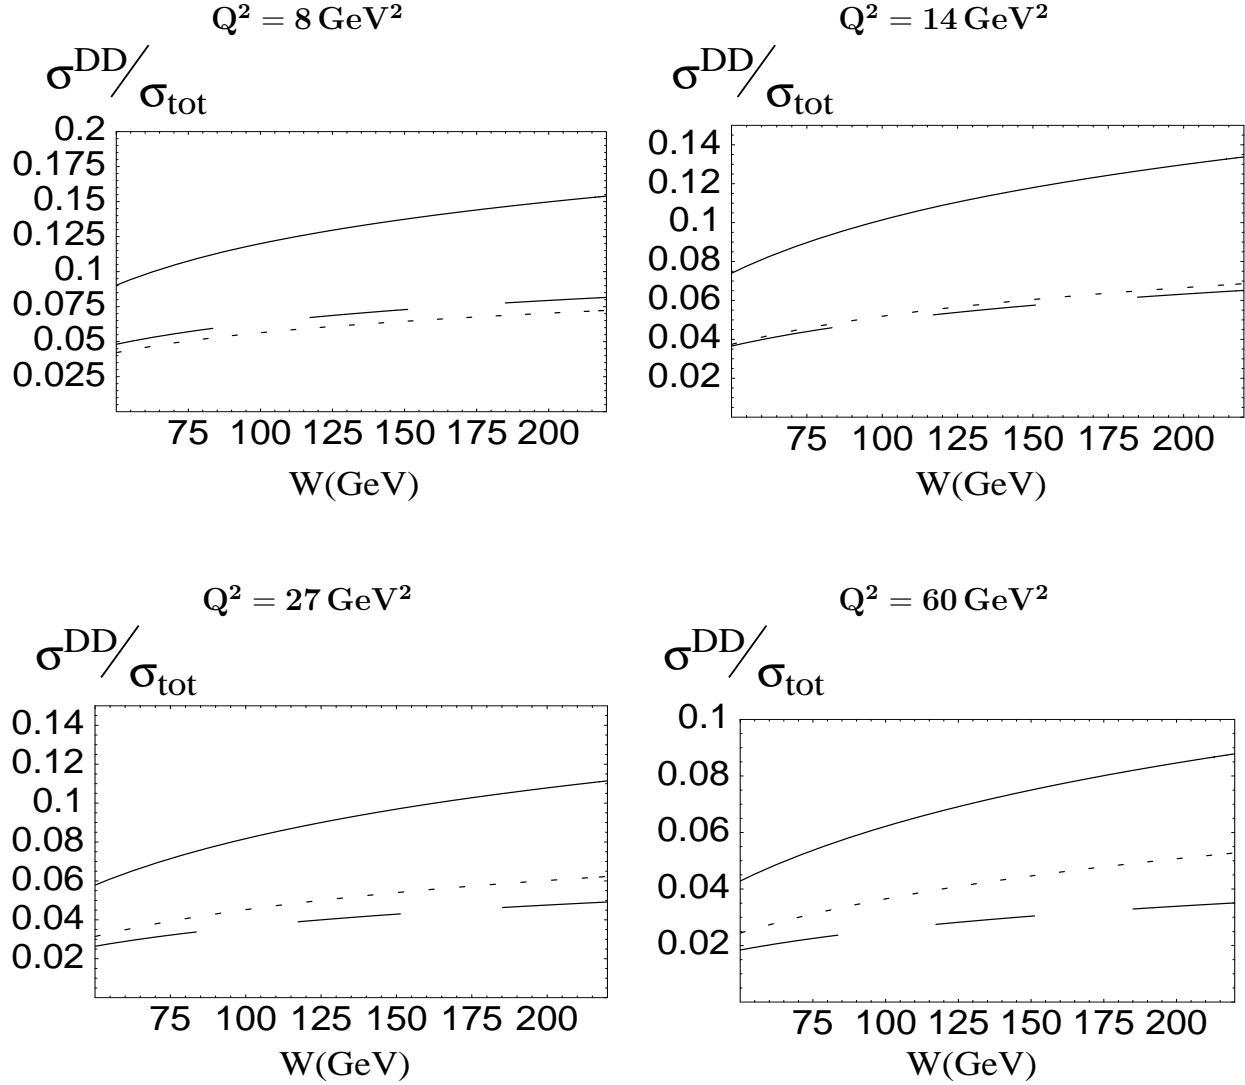 Q² = 8 GeV²
σ^DD/σ_tot
0.2
0.175
0.15
0.125
0.1
0.075
0.05
0.025
75 100 125 150 175 200
W(GeV)
Q² = 14 GeV²
σ^DD/σ_tot
0.14
0.12
0.1
0.08
0.06
0.04
0.02
75 100 125 150 175 200
W(GeV)
Q² = 27 GeV²
σ^DD/σ_tot
0.14
0.12
0.1
0.08
0.06
0.04
0.02
75 100 125 150 175 200
W(GeV)
Q² = 60 GeV²
σ^DD/σ_tot
0.1
0.08
0.06
0.04
0.02
75 100 125 150 175 200
W(GeV)